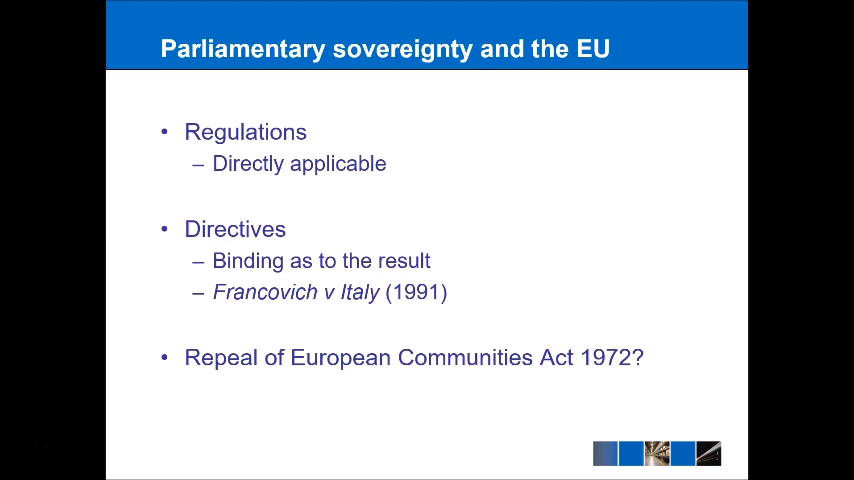 Parliamentary sovereignty and the EU
• Regulations
– Directly applicable
• Directives
– Binding as to the result
– Francovich v Italy (1991)
• Repeal of European Communities Act 1972?